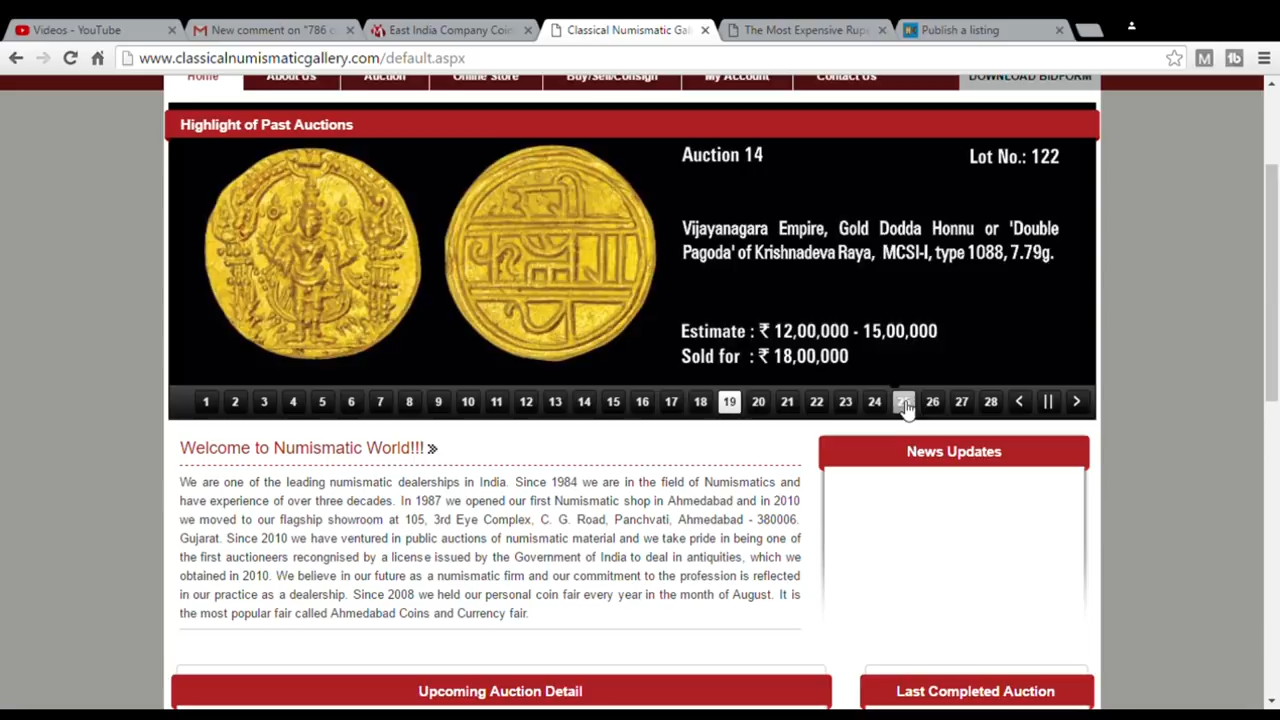 Videos - YouTube
New comment on "786 c
East India Company Coin
Classical Numismatic Gal
The Most Expensive Rup
Publish a listing
www.classicalnumismaticgallery.com/default.aspx
Home
About Us
Auction
Online Store
Buy/Sell/Consign
My Account
Contact Us
DOWNLOAD BIDFORM
Highlight of Past Auctions
Auction 14
Lot No.: 122
Vijayanagara Empire, Gold Dodda Honnu or 'Double
Pagoda' of Krishnadeva Raya, MCSI-I, type 1088, 7.79g.
Estimate : ₹ 12,00,000 - 15,00,000
Sold for : ₹ 18,00,000
1 2 3 4 5 6 7 8 9 10 11 12 13 14 15 16 17 18 19 20 21 22 23 24 25 26 27 28
Welcome to Numismatic World!!!
News Updates
We are one of the leading numismatic dealerships in India. Since 1984 we are in the field of Numismatics and
have experience of over three decades. In 1987 we opened our first Numismatic shop in Ahmedabad and in 2010
we moved to our flagship showroom at 105, 3rd Eye Complex, C. G. Road, Panchvati, Ahmedabad - 380006.
Gujarat. Since 2010 we have ventured in public auctions of numismatic material and we take pride in being one of
the first auctioneers recongnised by a license issued by the Government of India to deal in antiquities, which we
obtained in 2010. We believe in our future as a numismatic firm and our commitment to the profession is reflected
in our practice as a dealership. Since 2008 we held our personal coin fair every year in the month of August. It is
the most popular fair called Ahmedabad Coins and Currency fair.
Upcoming Auction Detail
Last Completed Auction